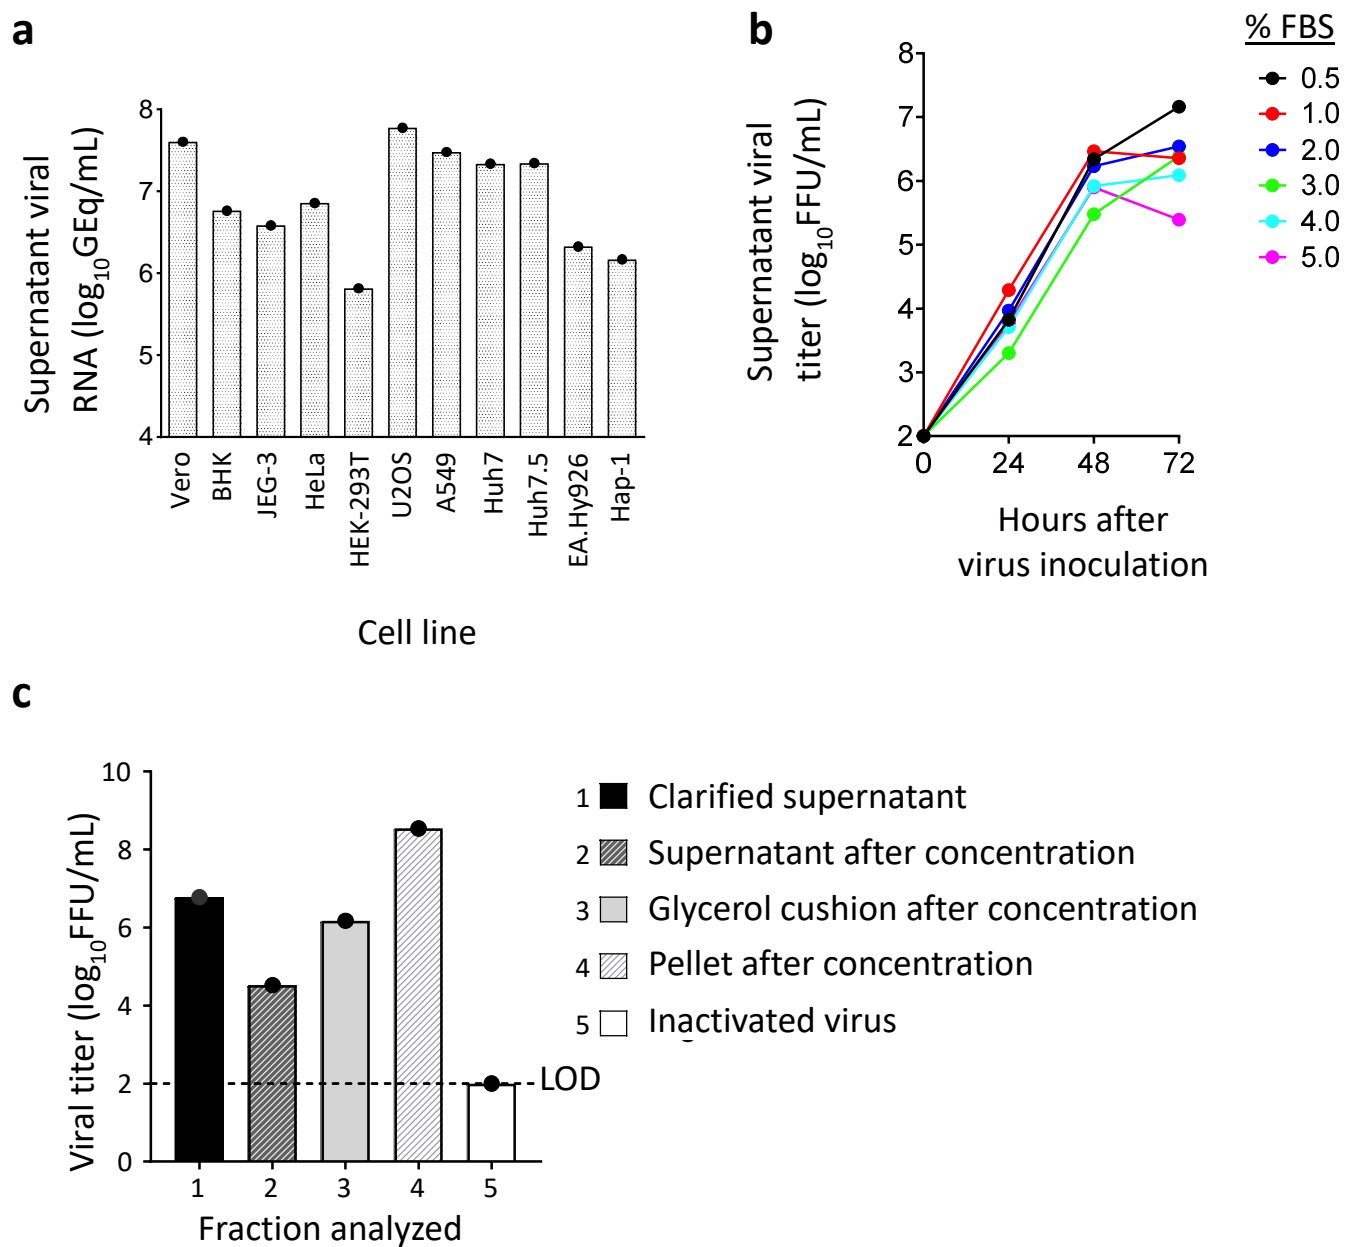 a
Supernatant viral
RNA (log10GEq/mL)
8
7
6
5
4
Vero
BHK
JEG-3
HeLa
HEK-293T
U2OS
A549
Huh7
Huh7.5
EA.Hy926
Hap-1
Cell line
b
Supernatant viral
titer (log10FFU/mL)
8
7
6
5
4
3
2
0 24 48 72
Hours after
virus inoculation
% FBS
0.5
1.0
2.0
3.0
4.0
5.0
c
Viral titer (log10FFU/mL)
10
8
6
4
2
0
LOD
1 2 3 4 5
Fraction analyzed
1 Clarified supernatant
2 Supernatant after concentration
3 Glycerol cushion after concentration
4 Pellet after concentration
5 Inactivated virus